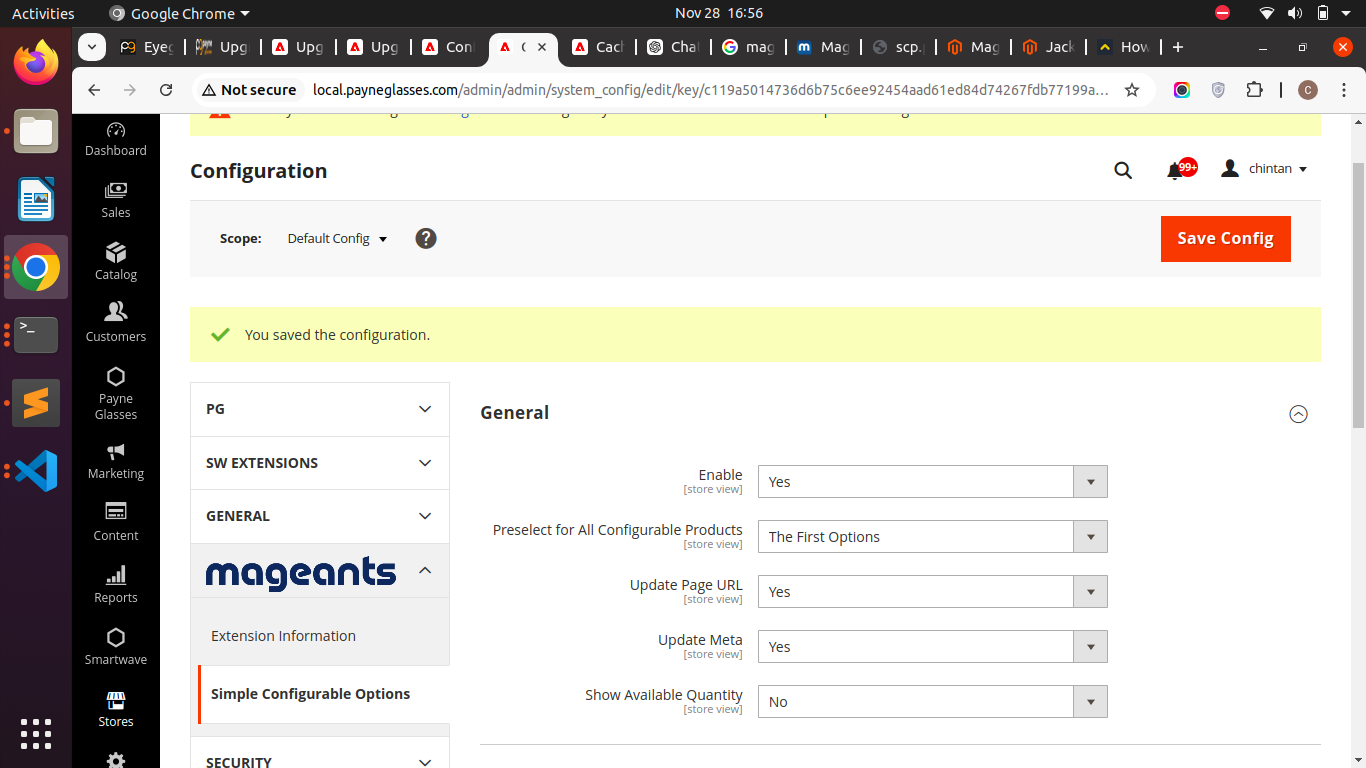 Activities
Google Chrome
Nov 28 16:56
Eyeg
Upg
Upg
Upg
Con
Cach
Chat
mag
Mag
scp.
Mag
Jack
How
Not secure
local.payneglasses.com/admin/admin/system_config/edit/key/c119a5014736d6b75c6ee92454aad61ed84d74267fdb77199a...
C
Dashboard
Sales
Catalog
Customers
Payne
Glasses
Marketing
Content
Reports
Smartwave
Stores
Configuration
99+
chintan
Scope:
Default Config
?
Save Config
You saved the configuration.
PG
SW EXTENSIONS
GENERAL
mageants
Extension Information
Simple Configurable Options
SECURITY
General
Enable
[store view]
Yes
Preselect for All Configurable Products
[store view]
The First Options
Update Page URL
[store view]
Yes
Update Meta
[store view]
Yes
Show Available Quantity
[store view]
No